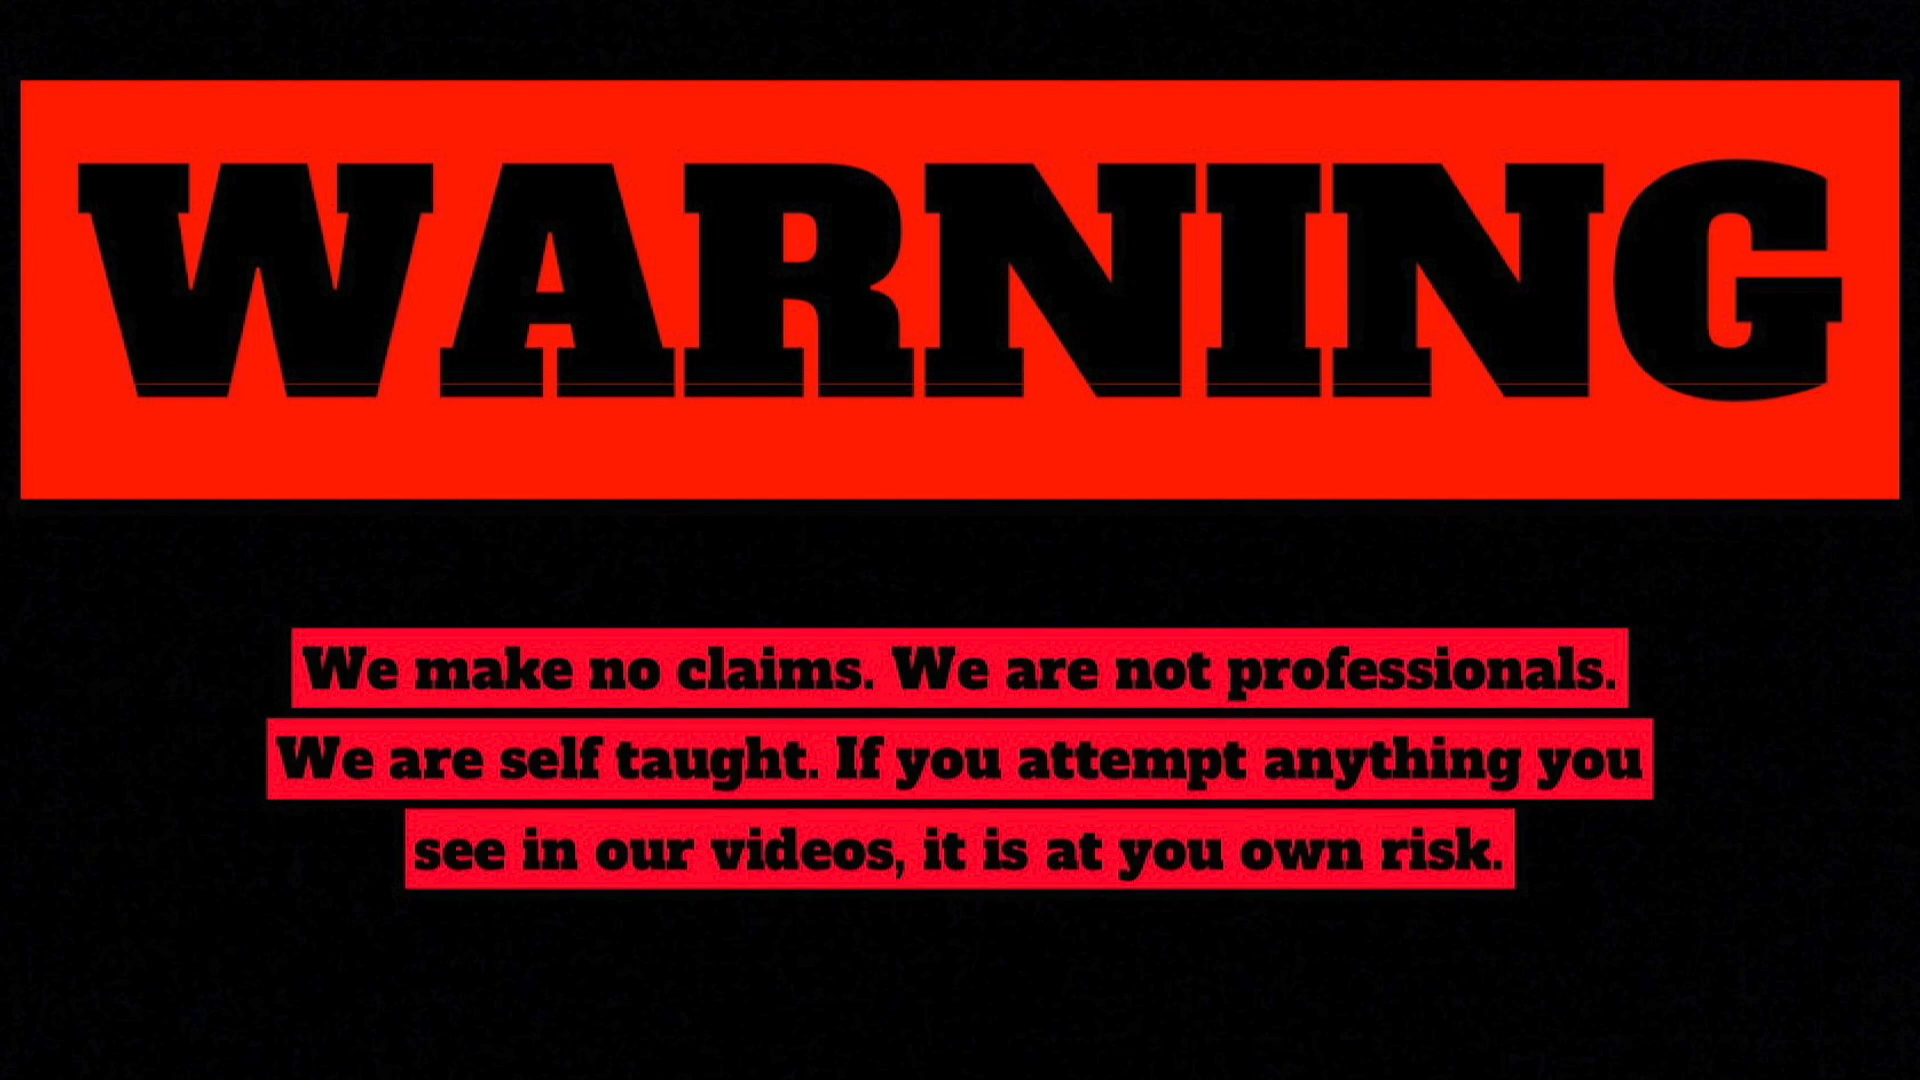 WARNING
We make no claims. We are not professionals.
We are self taught. If you attempt anything you
see in our videos, it is at you own risk.